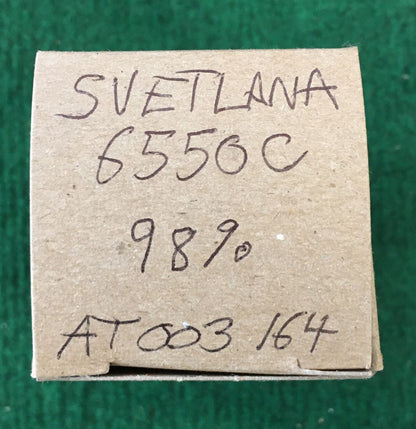 SVETLANA
6550C
98%
AT003 164